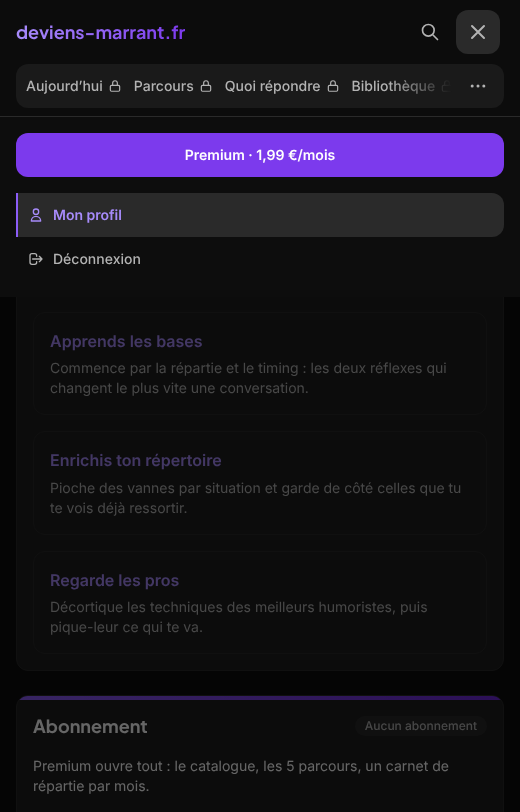 deviens-marrant.fr
Aujourd’hui Parcours Quoi répondre Bibliothèque
Premium · 1,99 €/mois
Mon profil
Déconnexion
Apprends les bases
Commence par la répartie et le timing : les deux réflexes qui
changent le plus vite une conversation.
Enrichis ton répertoire
Pioche des vannes par situation et garde de côté celles que tu
te vois déjà ressortir.
Regarde les pros
Décortique les techniques des meilleurs humoristes, puis
pique-leur ce qui te va.
Abonnement Aucun abonnement
Premium ouvre tout : le catalogue, les 5 parcours, un carnet de
répartie par mois.